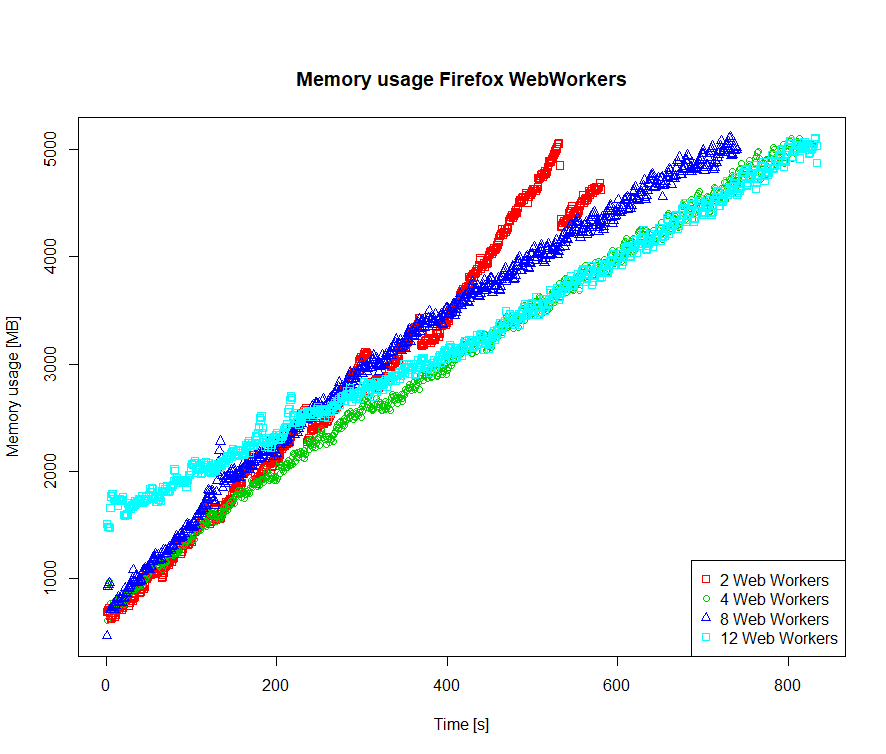 Memory usage Firefox WebWorkers
Memory usage [MB]
5000
4000
3000
2000
1000
0 200 400 600 800
Time [s]
2 Web Workers
4 Web Workers
8 Web Workers
12 Web Workers